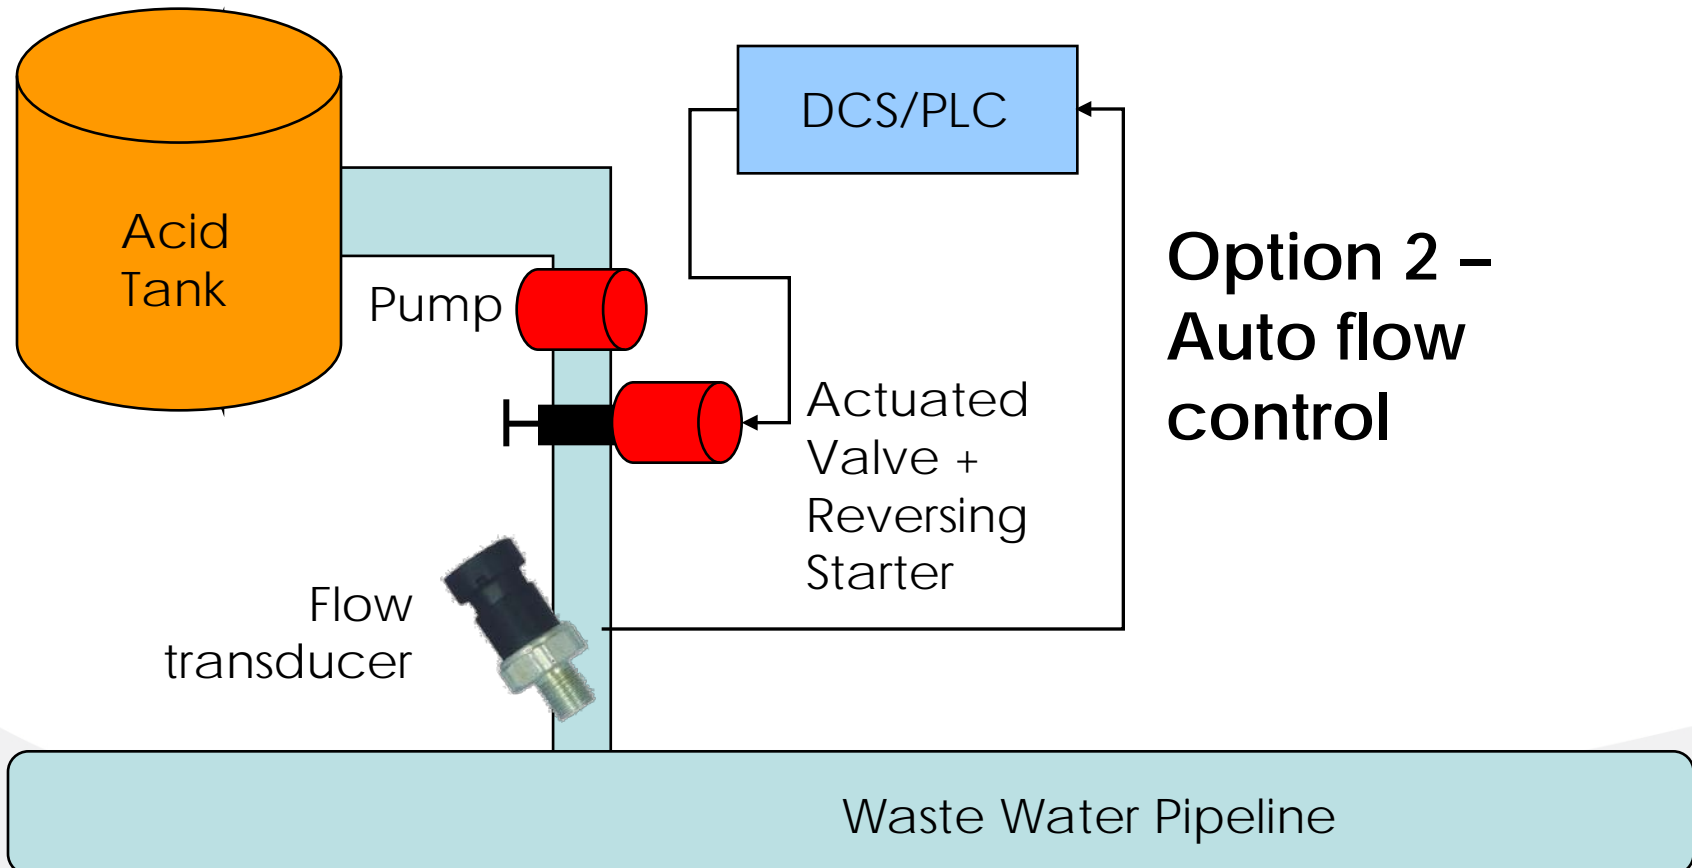 DCS/PLC
Acid
Tank
Pump
Option 2 –
Auto flow
control
Actuated
Valve +
Reversing
Starter
Flow
transducer
Waste Water Pipeline